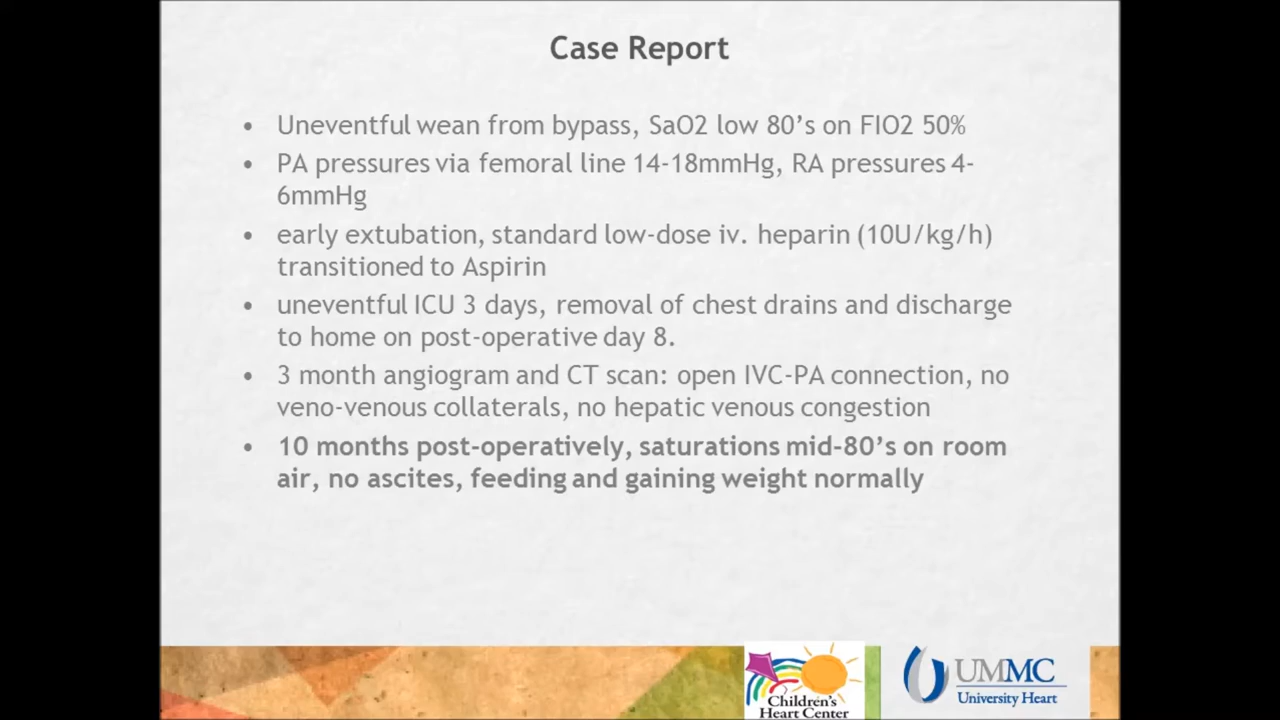 Case Report
• Uneventful wean from bypass, SaO2 low 80's on FIO2 50%
• PA pressures via femoral line 14-18mmHg, RA pressures 4-
6mmHg
• early extubation, standard low-dose iv. heparin (10U/kg/h)
transitioned to Aspirin
• uneventful ICU 3 days, removal of chest drains and discharge
to home on post-operative day 8.
• 3 month angiogram and CT scan: open IVC-PA connection, no
veno-venous collaterals, no hepatic venous congestion
• 10 months post-operatively, saturations mid-80's on room
air, no ascites, feeding and gaining weight normally
Children's
Heart Center
UMMC
University Heart